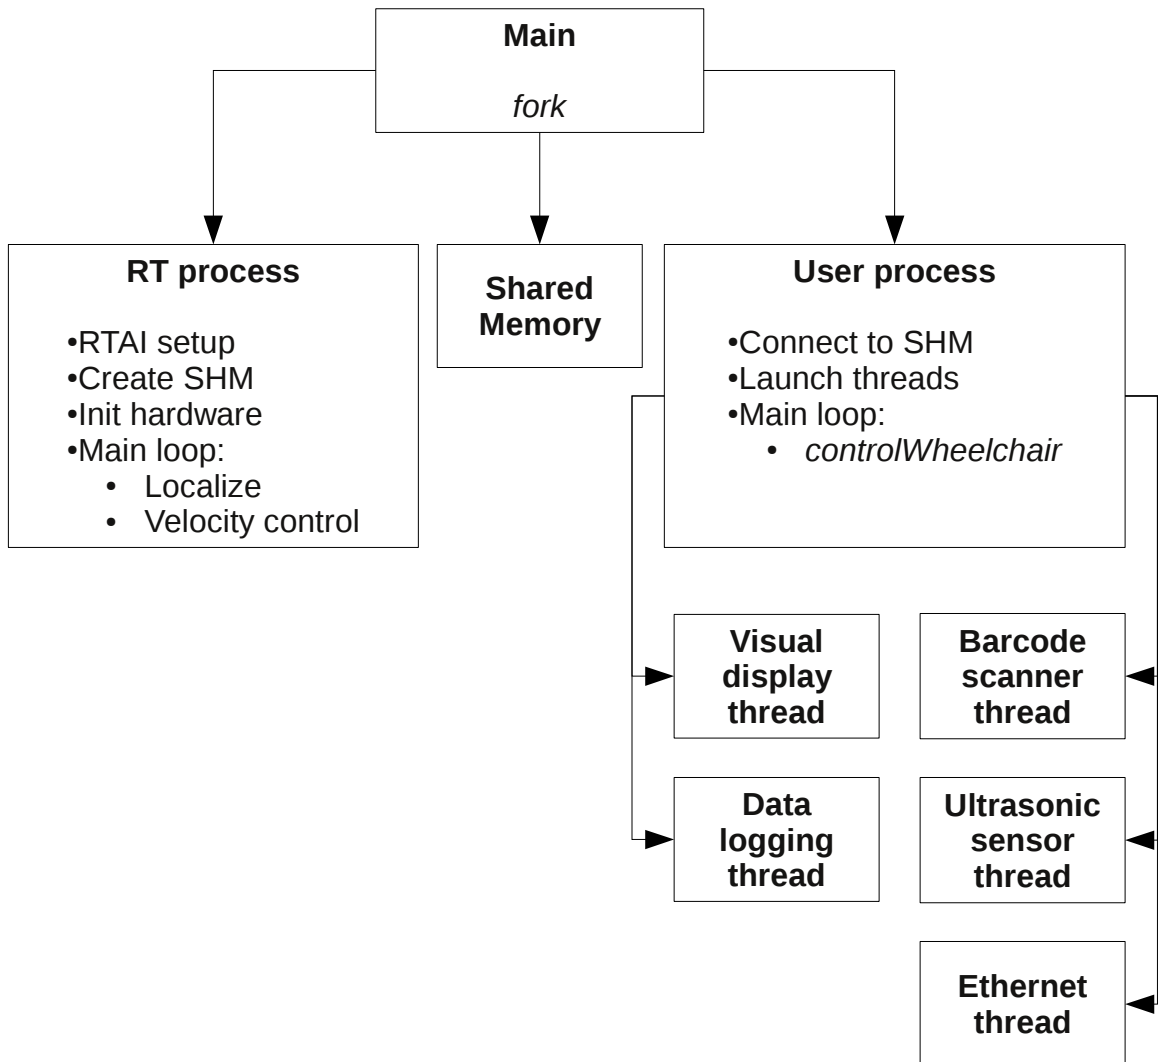 Main
fork
RT process
•RTAI setup
•Create SHM
•Init hardware
•Main loop:
• Localize
• Velocity control
Shared
Memory
User process
•Connect to SHM
•Launch threads
•Main loop:
• controlWheelchair
Visual
display
thread
Barcode
scanner
thread
Data
logging
thread
Ultrasonic
sensor
thread
Ethernet
thread